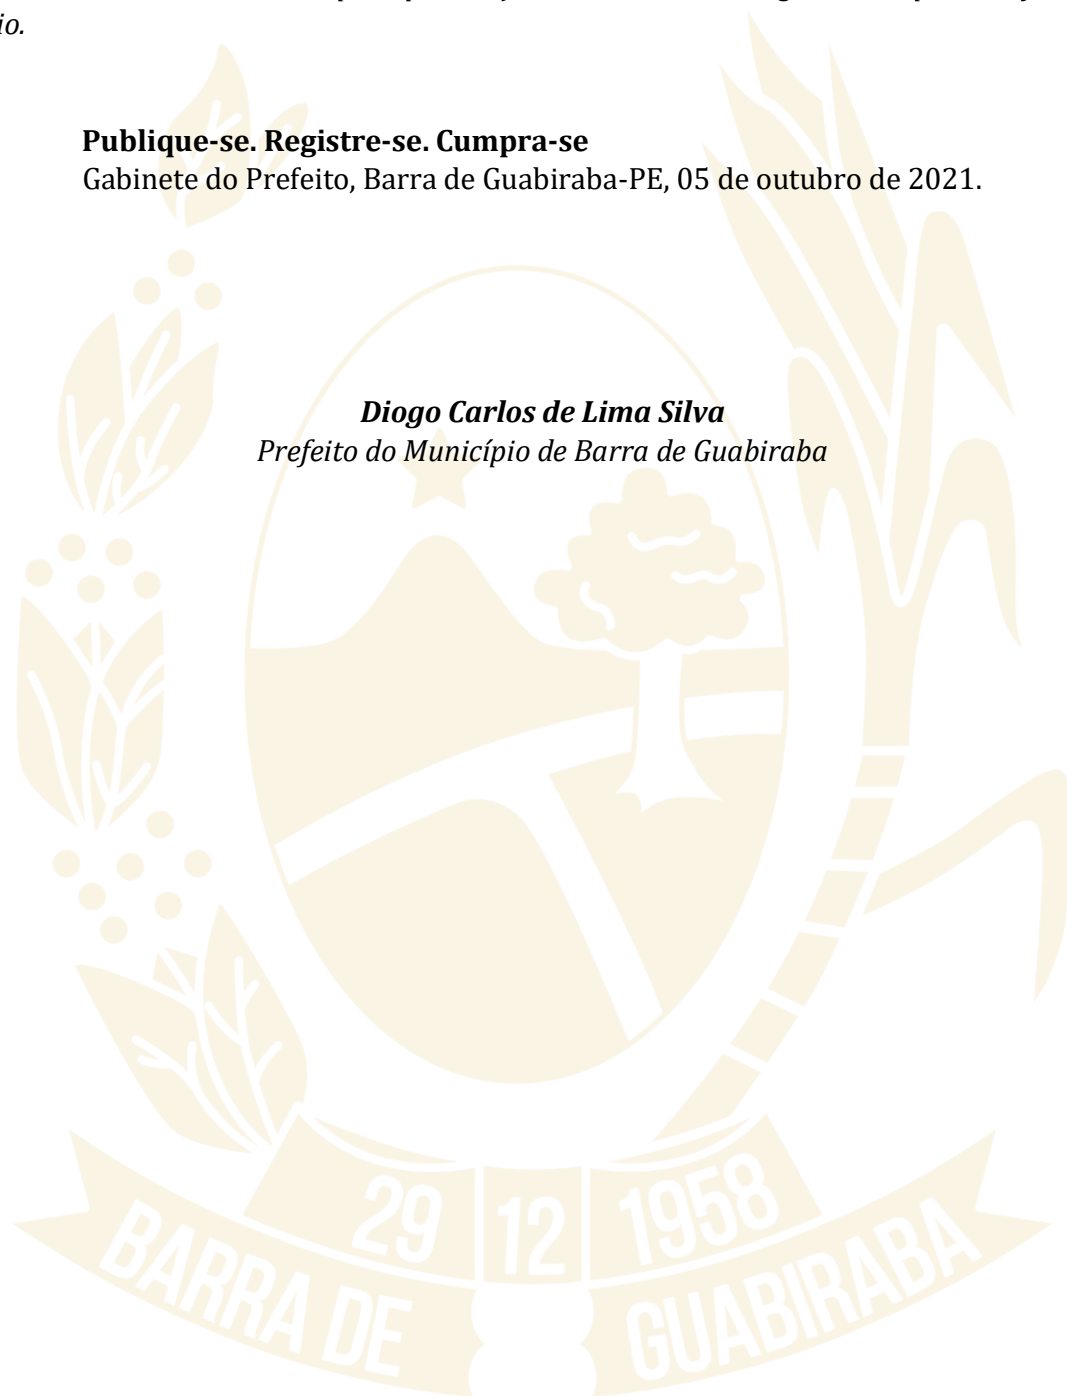 io.
Publique-se. Registre-se. Cumpra-se
Gabinete do Prefeito, Barra de Guabiraba-PE, 05 de outubro de 2021.
Diogo Carlos de Lima Silva
Prefeito do Município de Barra de Guabiraba
29 12 1958
BARRA DE GUABIRABA